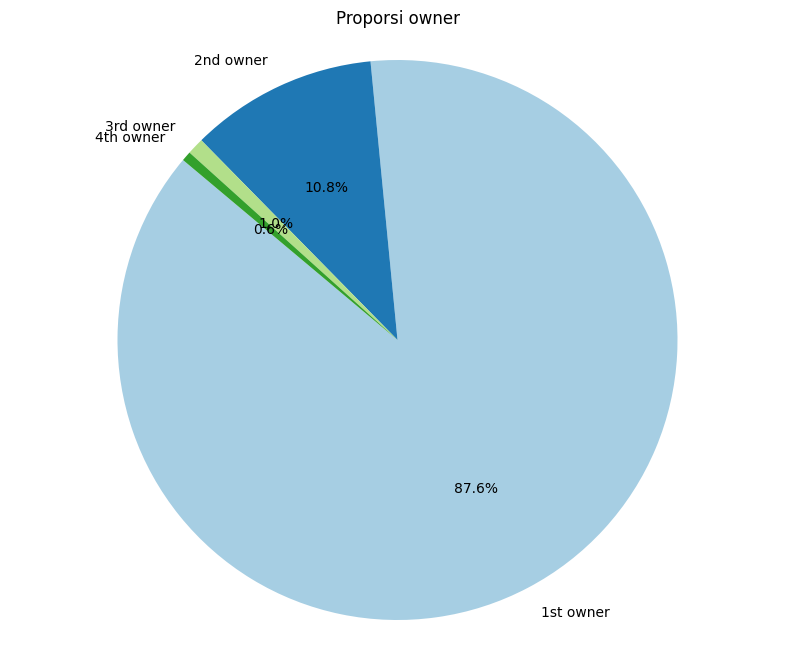 Proporsi owner
2nd owner
3rd owner
4th owner
10.8%
1.0%
0.6%
87.6%
1st owner